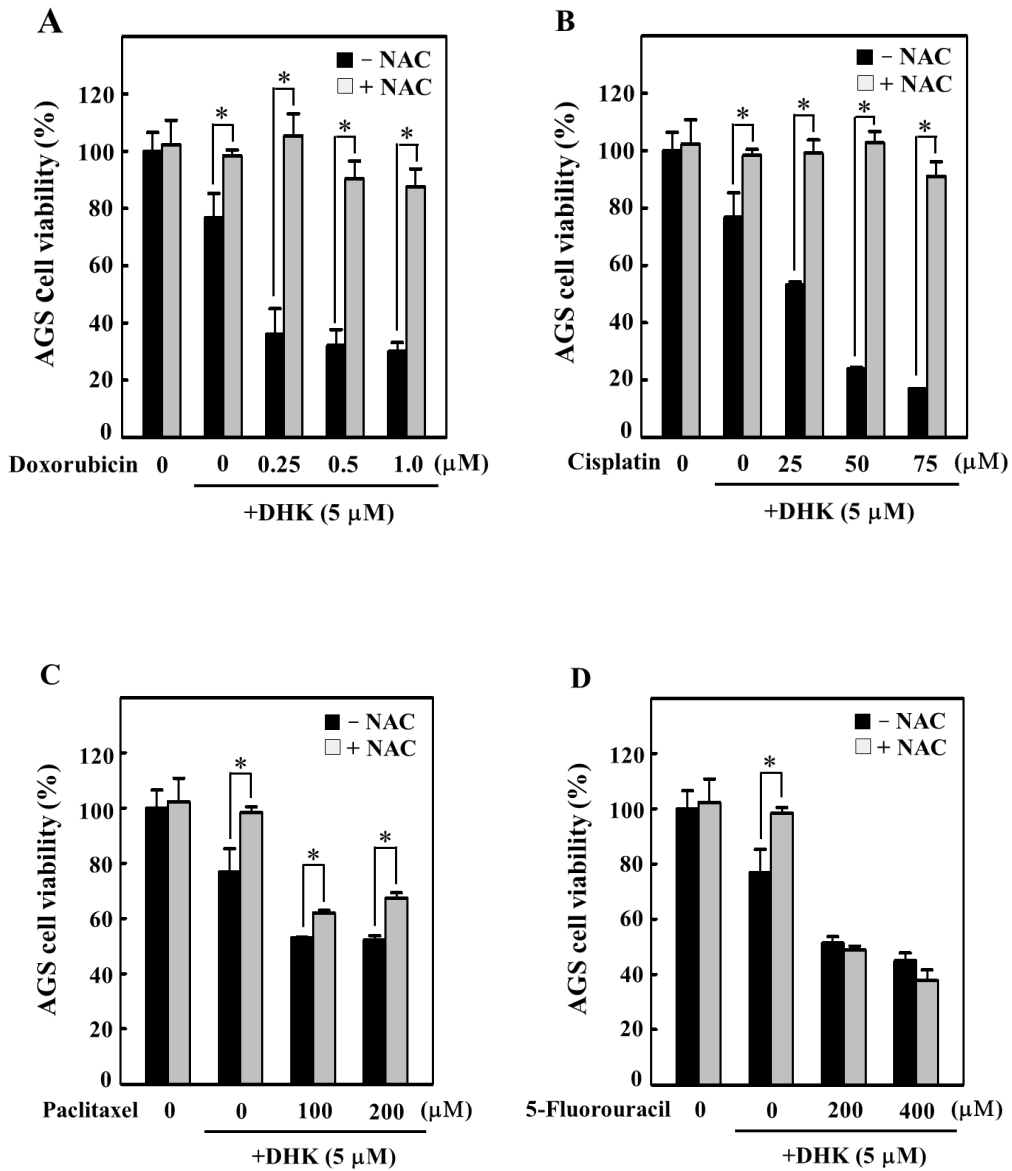 A
− NAC
+ NAC
AGS cell viability (%)
120
100
80
60
40
20
0
* * * *
Doxorubicin 0 0 0.25 0.5 1.0 (μM)
+DHK (5 μM)
B
− NAC
+ NAC
AGS cell viability (%)
120
100
80
60
40
20
0
* * * *
Cisplatin 0 0 25 50 75 (μM)
+DHK (5 μM)
C
− NAC
+ NAC
AGS cell viability (%)
120
100
80
60
40
20
0
* * *
Paclitaxel 0 0 100 200 (μM)
+DHK (5 μM)
D
− NAC
+ NAC
AGS cell viability (%)
120
100
80
60
40
20
0
*
5-Fluorouracil 0 0 200 400 (μM)
+DHK (5 μM)